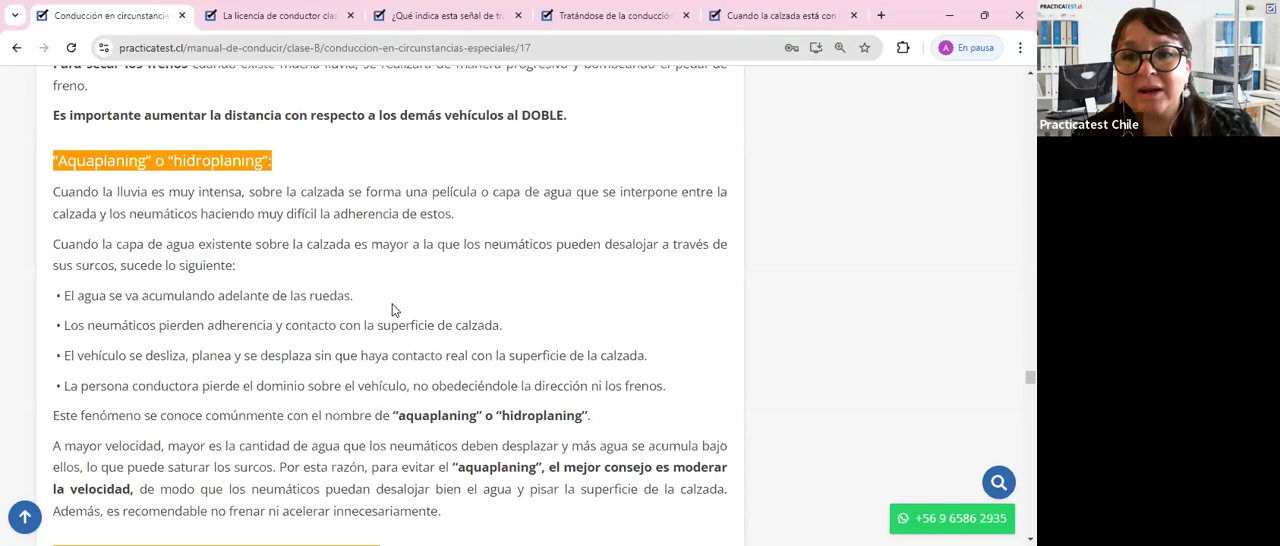 Conducción en circunstancia
La licencia de conductor clas
¿Qué indica esta señal de tr
Tratándose de la conducción
Cuando la calzada está con
practicatest.cl/manual-de-conducir/clase-B/conduccion-en-circunstancias-especiales/17
A En pausa
freno.
Es importante aumentar la distancia con respecto a los demás vehículos al DOBLE.
“Aquaplaning” o “hidroplaning”:
Cuando la lluvia es muy intensa, sobre la calzada se forma una película o capa de agua que se interpone entre la
calzada y los neumáticos haciendo muy difícil la adherencia de estos.
Cuando la capa de agua existente sobre la calzada es mayor a la que los neumáticos pueden desalojar a través de
sus surcos, sucede lo siguiente:
• El agua se va acumulando adelante de las ruedas.
• Los neumáticos pierden adherencia y contacto con la superficie de calzada.
• El vehículo se desliza, planea y se desplaza sin que haya contacto real con la superficie de la calzada.
• La persona conductora pierde el dominio sobre el vehículo, no obedeciéndole la dirección ni los frenos.
Este fenómeno se conoce comúnmente con el nombre de “aquaplaning” o “hidroplaning”.
A mayor velocidad, mayor es la cantidad de agua que los neumáticos deben desplazar y más agua se acumula bajo
ellos, lo que puede saturar los surcos. Por esta razón, para evitar el “aquaplaning”, el mejor consejo es moderar
la velocidad, de modo que los neumáticos puedan desalojar bien el agua y pisar la superficie de la calzada.
Además, es recomendable no frenar ni acelerar innecesariamente.
+56 9 6586 2935
PRACTICATEST.cl
Practicatest Chile